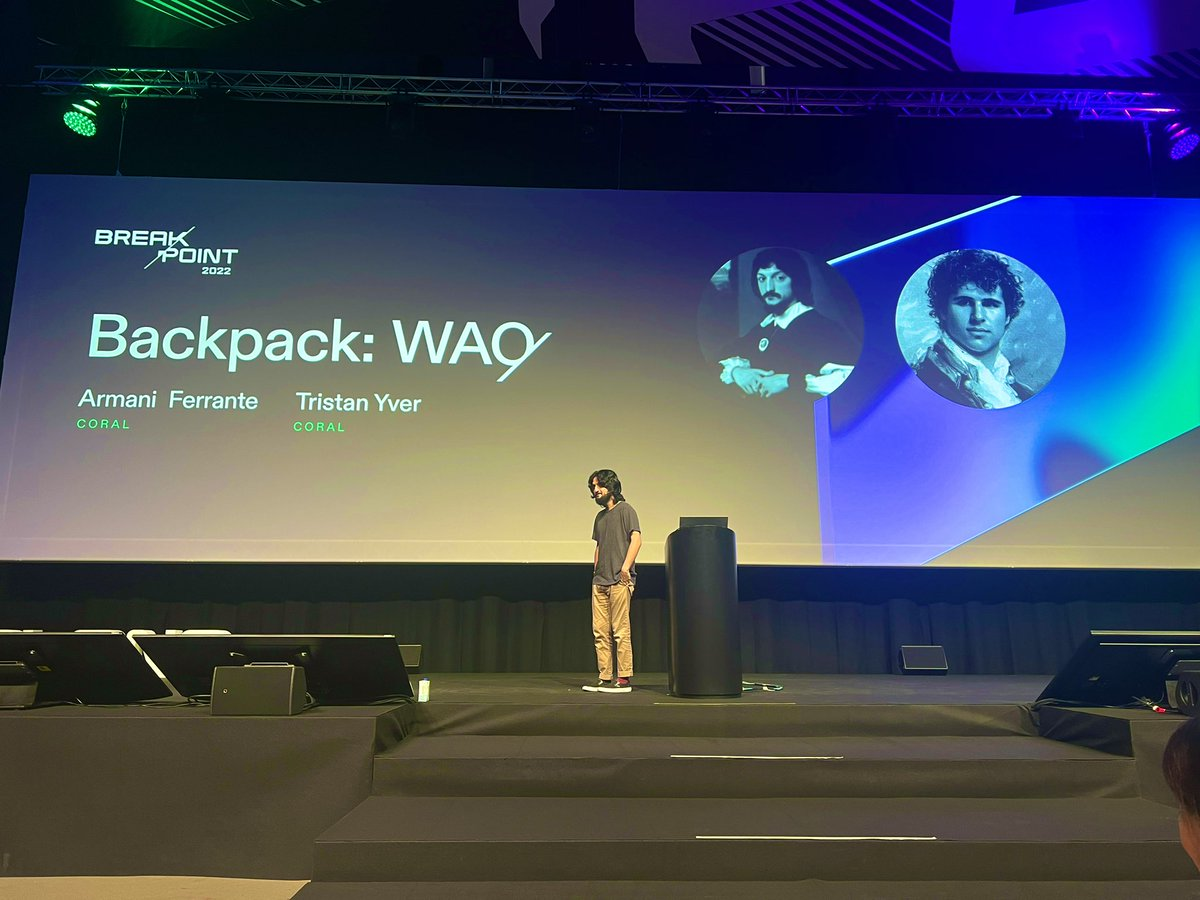 BREAK
POINT
2022
Backpack: WAO
Armani Ferrante
Tristan Yver
CORAL
CORAL